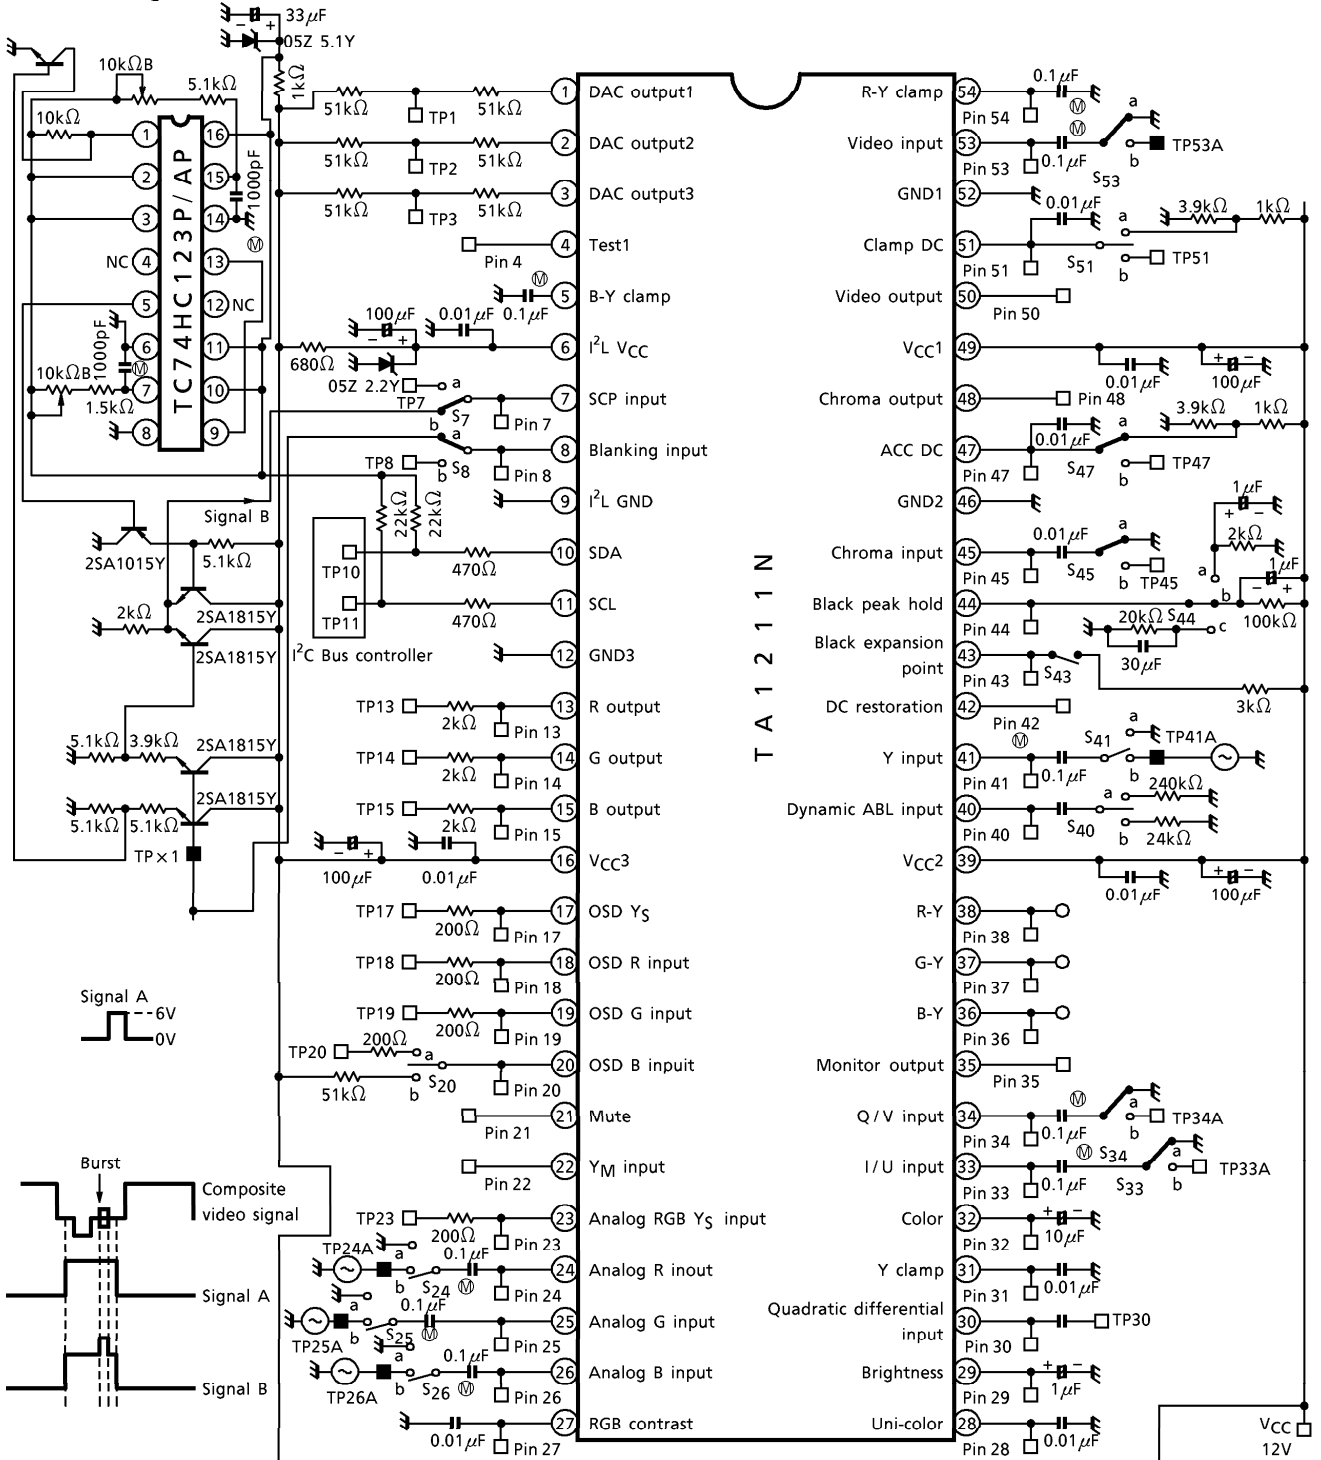 33μF
− +
05Z 5.1Y
10kΩB
5.1kΩ
1kΩ
10kΩ
1 16
2 15
3 14
NC 4 13
5 12 NC
6 11
7 10
8 9
TC74HC123P/AP
1000pF
M
1000pF
M
10kΩB
1.5kΩ
51kΩ TP1 51kΩ 1 DAC output1
51kΩ TP2 51kΩ 2 DAC output2
51kΩ TP3 51kΩ 3 DAC output3
Pin 4 4 Test1
M
0.1μF 5 B-Y clamp
100μF 0.01μF
− +
680Ω 6 I²L VCC
05Z 2.2Y
TP7 a
b S7 Pin 7 7 SCP input
a
TP8 b S8 Pin 8 8 Blanking input
9 I²L GND
Signal B
22kΩ 22kΩ
TP10 470Ω 10 SDA
TP11 470Ω 11 SCL
I²C Bus controller
12 GND3
2SA1015Y
5.1kΩ
2kΩ
2SA1815Y
2SA1815Y
5.1kΩ 3.9kΩ 2SA1815Y
5.1kΩ 5.1kΩ 2SA1815Y
TP×1
TP13 2kΩ Pin 13 13 R output
TP14 2kΩ Pin 14 14 G output
TP15 2kΩ Pin 15 15 B output
− +
100μF 0.01μF 16 VCC3
TP17 200Ω Pin 17 17 OSD YS
TP18 200Ω Pin 18 18 OSD R input
TP19 200Ω Pin 19 19 OSD G input
TP20 200Ω a
51kΩ b S20 Pin 20 20 OSD B inpuit
Pin 21 21 Mute
Pin 22 22 YM input
TP23 200Ω Pin 23 23 Analog RGB YS input
TP24A a b S24 0.1μF M Pin 24 24 Analog R inout
TP25A a b S25 0.1μF M Pin 25 25 Analog G input
TP26A a b S26 0.1μF M Pin 26 26 Analog B input
0.01μF Pin 27 27 RGB contrast
Signal A
6V
0V
Burst
Composite
video signal
Signal A
Signal B
TA1211N
R-Y clamp 54 Pin 54 0.1μF M
Video input 53 Pin 53 M 0.1μF a b S53 TP53A
GND1 52
Clamp DC 51 Pin 51 0.01μF S51 a b TP51 3.9kΩ 1kΩ
Video output 50 Pin 50
VCC1 49 0.01μF + − 100μF
Chroma output 48 Pin 48
ACC DC 47 Pin 47 0.01μF S47 a b TP47 3.9kΩ 1kΩ
GND2 46
Chroma input 45 Pin 45 0.01μF S45 a b TP45
1μF
+ −
2kΩ
a
1μF
− +
Black peak hold 44 Pin 44 b 100kΩ
20kΩ S44 c
30μF
Black expansion
point 43 Pin 43 S43 3kΩ
DC restoration 42 Pin 42
Y input 41 Pin 41 M 0.1μF S41 a b TP41A
Dynamic ABL input 40 Pin 40 S40 a 240kΩ
b 24kΩ
VCC2 39 0.01μF + − 100μF
R-Y 38 Pin 38
G-Y 37 Pin 37
B-Y 36 Pin 36
Monitor output 35 Pin 35
Q/V input 34 Pin 34 M 0.1μF S34 a b TP34A
I/U input 33 Pin 33 M 0.1μF S33 a b TP33A
Color 32 Pin 32 + − 10μF
Y clamp 31 Pin 31 0.01μF
Quadratic differential
input 30 Pin 30 TP30
Brightness 29 Pin 29 + − 1μF
Uni-color 28 Pin 28 0.01μF
VCC
12V